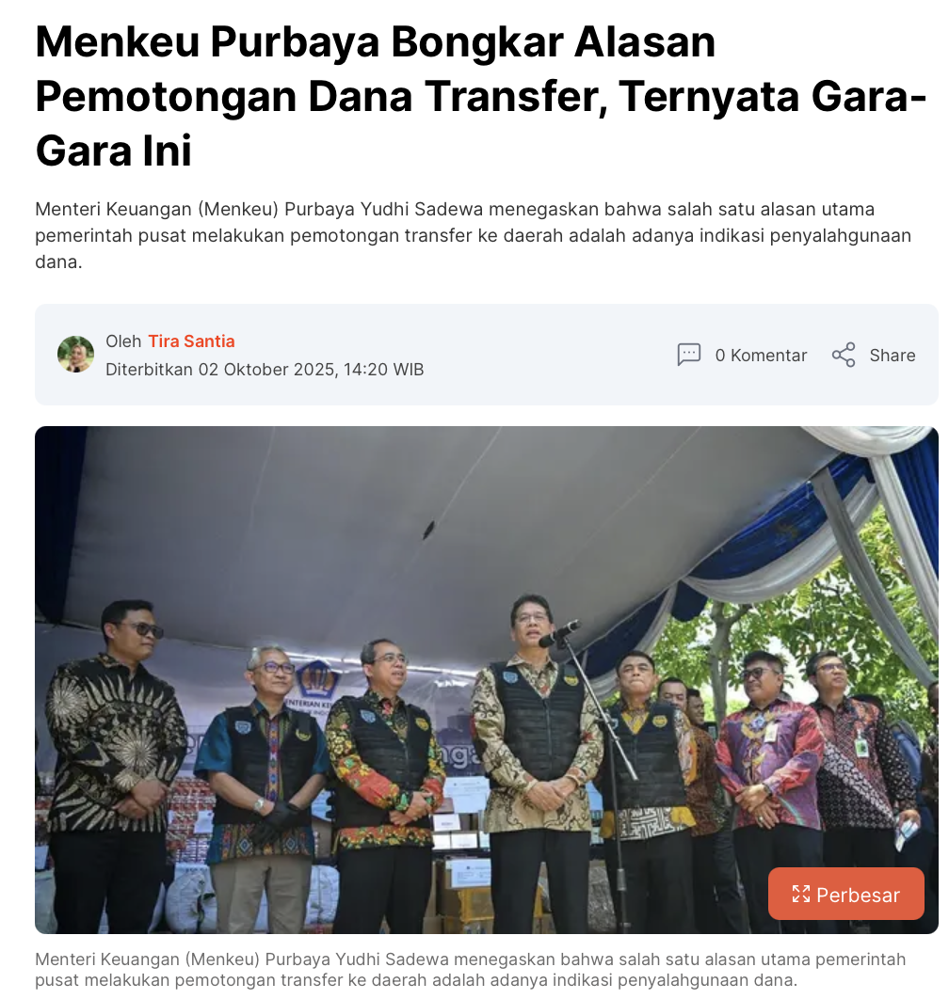 Menkeu Purbaya Bongkar Alasan
Pemotongan Dana Transfer, Ternyata Gara-
Gara Ini
Menteri Keuangan (Menkeu) Purbaya Yudhi Sadewa menegaskan bahwa salah satu alasan utama
pemerintah pusat melakukan pemotongan transfer ke daerah adalah adanya indikasi penyalahgunaan
dana.
Oleh Tira Santia
Diterbitkan 02 Oktober 2025, 14:20 WIB
0 Komentar
Share
Perbesar
Menteri Keuangan (Menkeu) Purbaya Yudhi Sadewa menegaskan bahwa salah satu alasan utama pemerintah
pusat melakukan pemotongan transfer ke daerah adalah adanya indikasi penyalahgunaan dana.